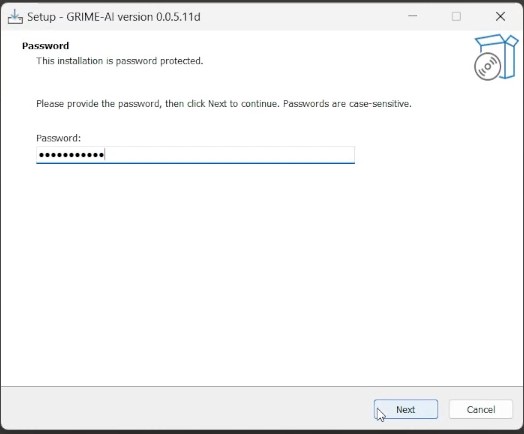 Setup - GRIME-AI version 0.0.5.11d
Password
This installation is password protected.
Please provide the password, then click Next to continue. Passwords are case-sensitive.
Password:
●●●●●●●●●●●
Next
Cancel